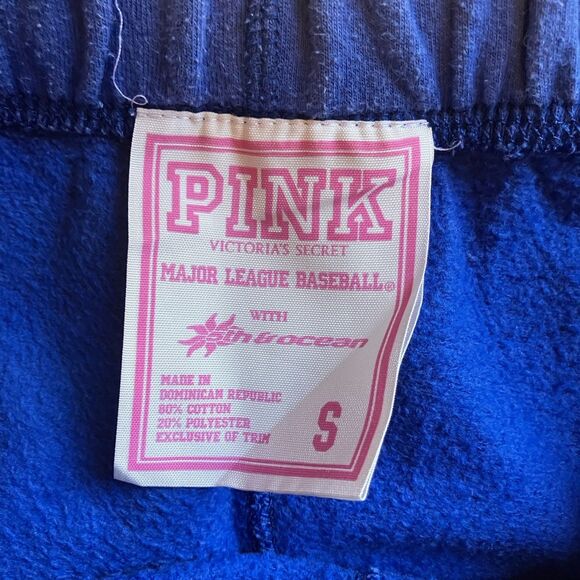 PINK
VICTORIA'S SECRET
MAJOR LEAGUE BASEBALL®
WITH
5th & ocean
MADE IN
DOMINICAN REPUBLIC
80% COTTON
20% POLYESTER
EXCLUSIVE OF TRIM
S